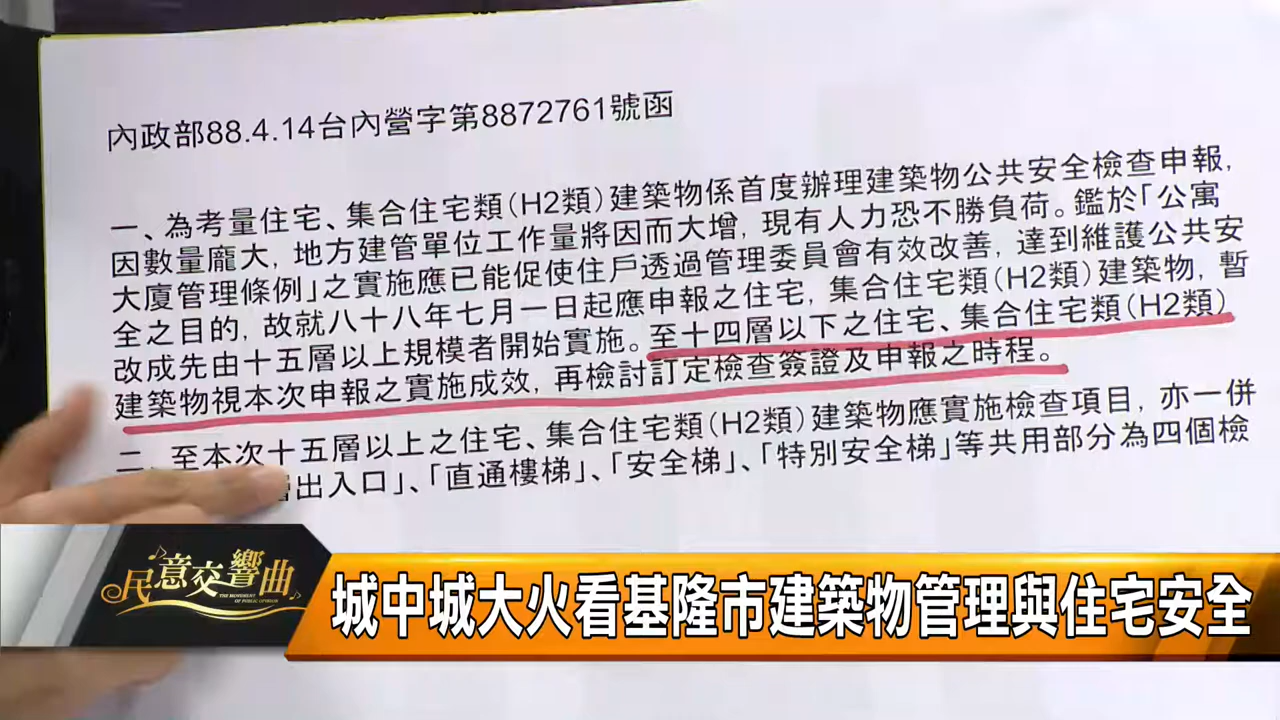 內政部88.4.14台內營字第8872761號函
一、為考量住宅、集合住宅類(H2類)建築物係首度辦理建築物公共安全檢查申報,
因數量龐大, 地方建管單位工作量將因而大增, 現有人力恐不勝負荷。鑑於「公寓
大廈管理條例」之實施應已能促使住戶透過管理委員會有效改善, 達到維護公共安
全之目的, 故就八十八年七月一日起應申報之住宅, 集合住宅類(H2類)建築物, 暫
改成先由十五層以上規模者開始實施。至十四層以下之住宅、集合住宅類(H2類)
建築物視本次申報之實施成效, 再檢討訂定檢查簽證及申報之時程。
二、至本次十五層以上之住宅、集合住宅類(H2類)建築物應實施檢查項目, 亦一併
層出入口」、「直通樓梯」、「安全梯」、「特別安全梯」等共用部分為四個檢
民意交響曲
THE MOVEMENT
OF PUBLIC OPINION
城中城大火看基隆市建築物管理與住宅安全